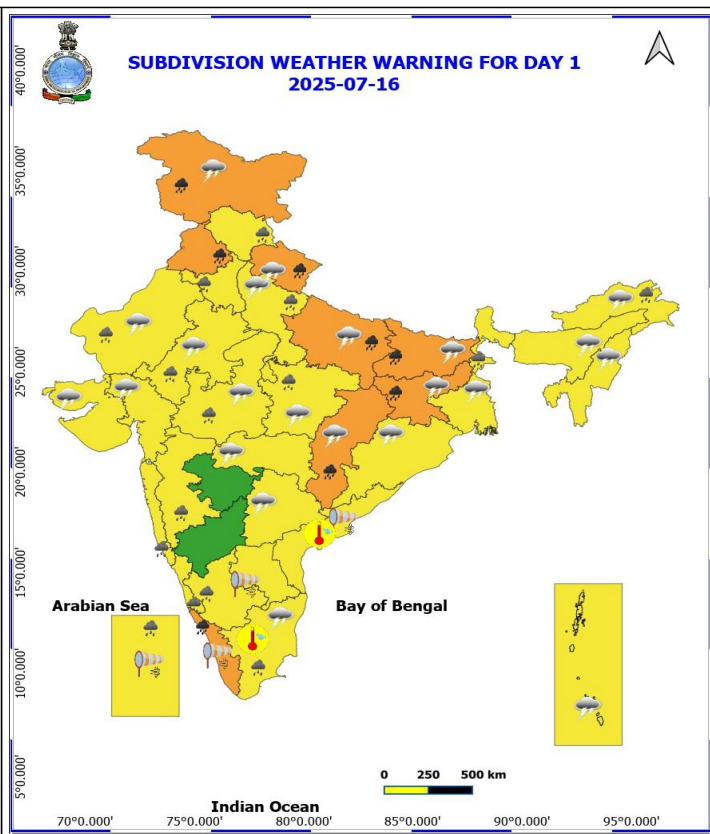 SUBDIVISION WEATHER WARNING FOR DAY 1
2025-07-16
40°0.000'
35°0.000'
30°0.000'
25°0.000'
20°0.000'
15°0.000'
Arabian Sea
Bay of Bengal
10°0.000'
5°0.000'
0 250 500 km
Indian Ocean
70°0.000' 75°0.000' 80°0.000' 85°0.000' 90°0.000' 95°0.000'